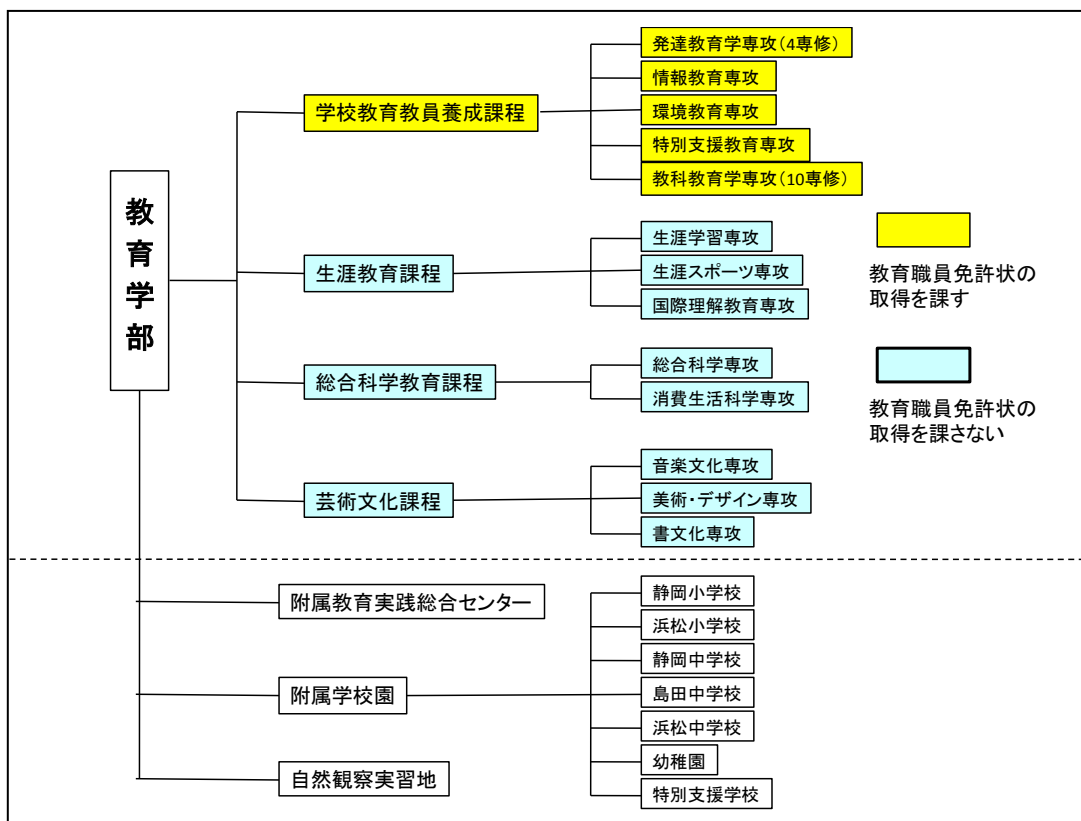 教育学部
学校教育教員養成課程
発達教育学専攻(4専修)
情報教育専攻
環境教育専攻
特別支援教育専攻
教科教育学専攻(10専修)
生涯教育課程
生涯学習専攻
生涯スポーツ専攻
国際理解教育専攻
総合科学教育課程
総合科学専攻
消費生活科学専攻
芸術文化課程
音楽文化専攻
美術・デザイン専攻
書文化専攻
教育職員免許状の
取得を課す
教育職員免許状の
取得を課さない
附属教育実践総合センター
附属学校園
静岡小学校
浜松小学校
静岡中学校
島田中学校
浜松中学校
幼稚園
特別支援学校
自然観察実習地